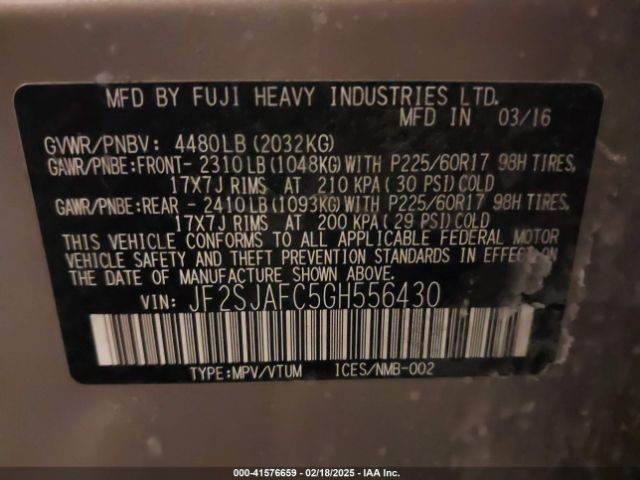 MFD BY FUJI HEAVY INDUSTRIES LTD.
MFD IN 03/16
GVWR/PNBV: 4480LB (2032KG)
GAWR/PNBE:FRONT- 2310LB (1048KG) WITH P225/60R17 98H TIRES,
17X7J RIMS AT 210 KPA (30 PSI) COLD
GAWR/PNBE:REAR - 2410LB (1093KG) WITH P225/60R17 98H TIRES,
17X7J RIMS AT 200 KPA (29 PSI) COLD
THIS VEHICLE CONFORMS TO ALL APPLICABLE FEDERAL MOTOR
VEHICLE SAFETY AND THEFT PREVENTION STANDARDS IN EFFECT
ON THE DATE OF MANUFACTURE SHOWN ABOVE.
VIN: JF2SJAFC5GH556430
TYPE:MPV/VTUM ICES/NMB-002
000-41576659 - 02/18/2025 - IAAI.COM